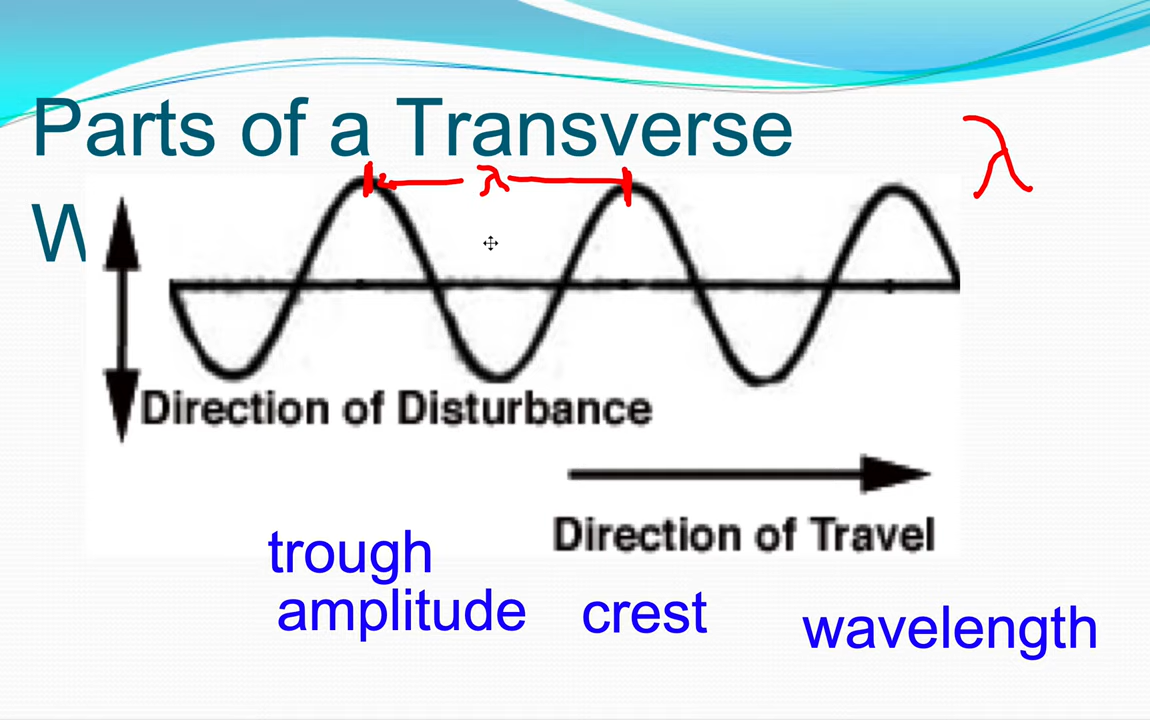 Parts of a Transverse
W
λ
λ
Direction of Disturbance
Direction of Travel
trough
amplitude
crest
wavelength